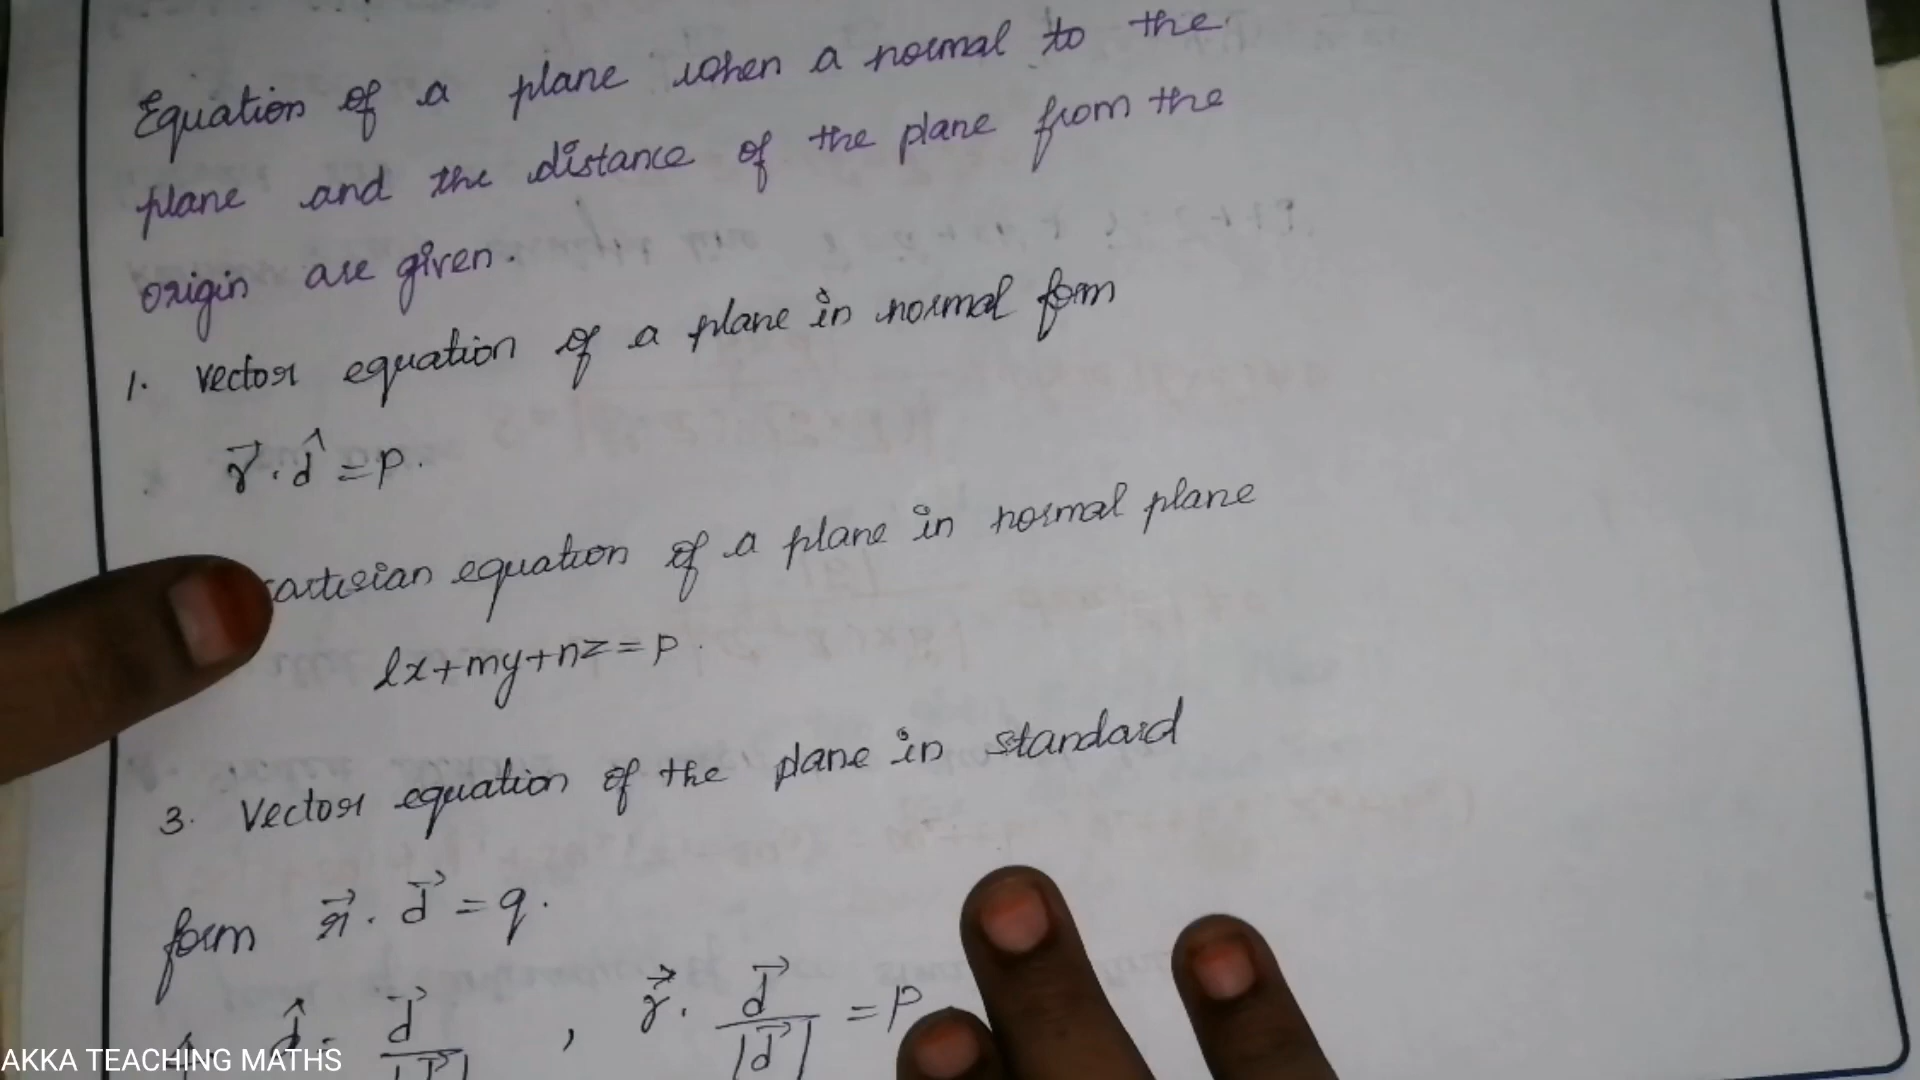 Equation of a plane when a normal to the
plane and the distance of the plane from the
origin are given.
1. Vector equation of a plane in normal form
r⃗ . d̂ = p.
cartesian equation of a plane in normal plane
lx+my+nz=p.
3. Vector equation of the plane in standard
form r⃗ . d⃗ = q.
4. d̂ = d⃗/|d⃗| , r⃗ . d⃗/|d⃗| = p
AKKA TEACHING MATHS